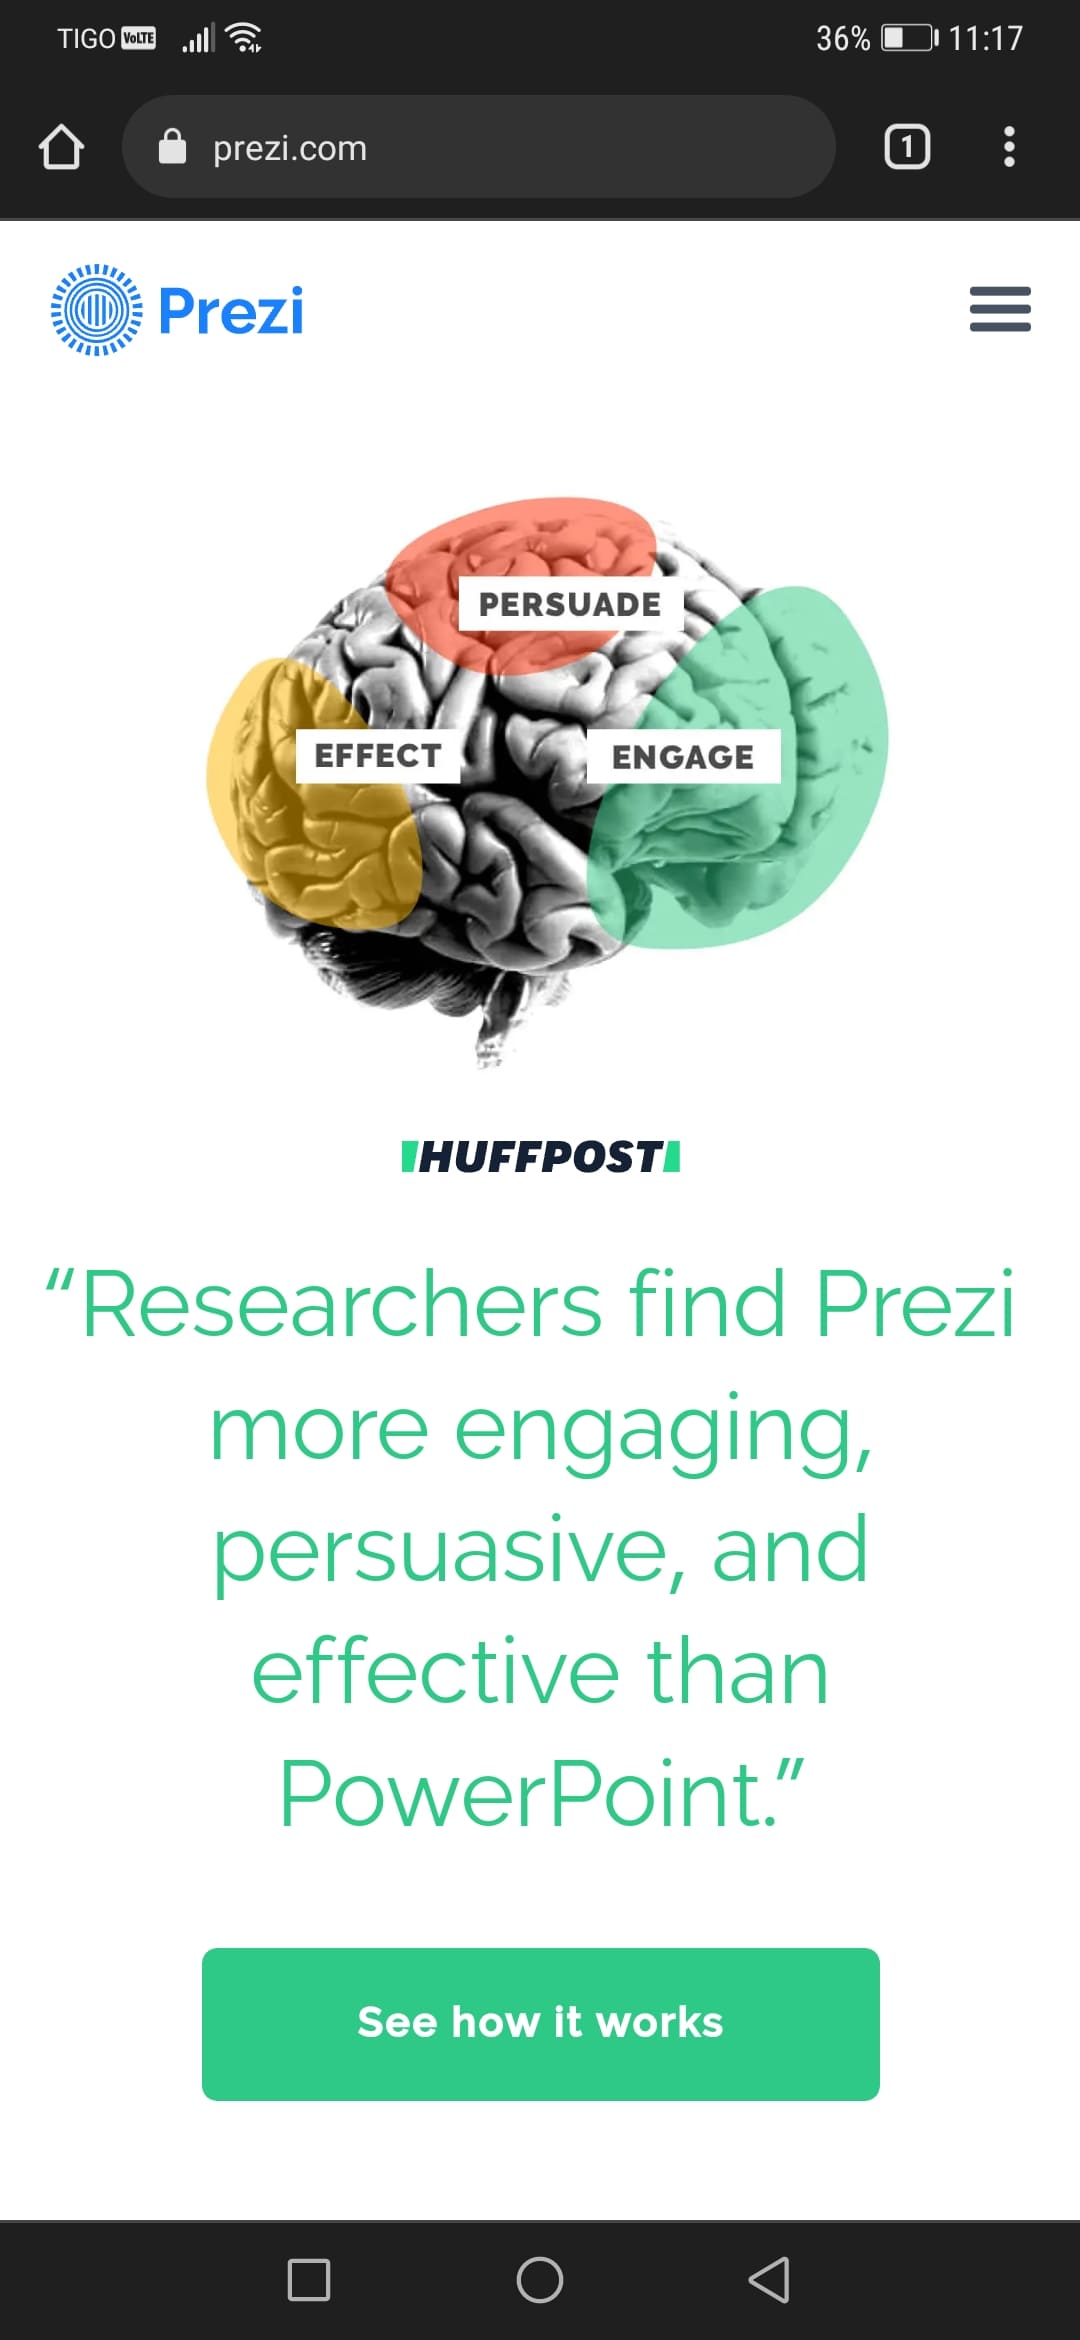 TIGO VoLTE 36% 11:17
prezi.com 1
Prezi
PERSUADE
EFFECT ENGAGE
HUFFPOST
“Researchers find Prezi
more engaging,
persuasive, and
effective than
PowerPoint.”
See how it works